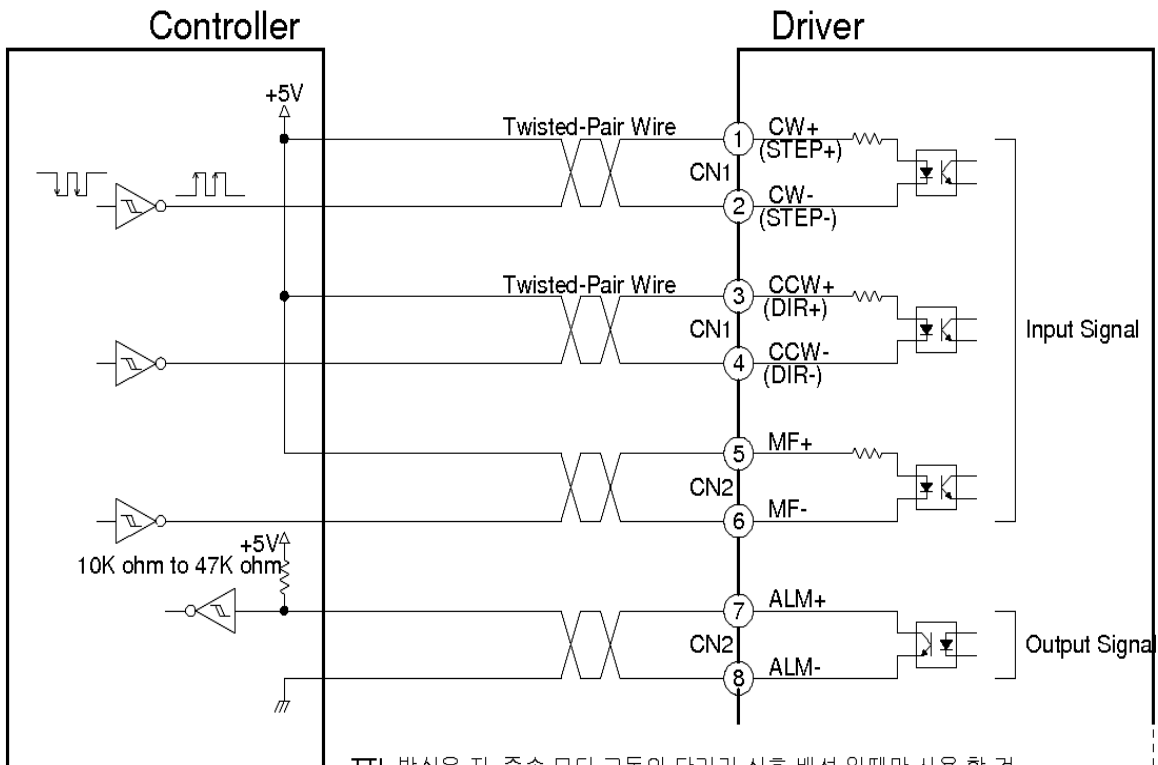 Controller
Driver
+5V
Twisted-Pair Wire
1
CW+
(STEP+)
CN1
2
CW-
(STEP-)
Twisted-Pair Wire
3
CCW+
(DIR+)
CN1
4
CCW-
(DIR-)
Input Signal
5
MF+
CN2
6
MF-
+5V
10K ohm to 47K ohm
7
ALM+
CN2
8
ALM-
Output Signal